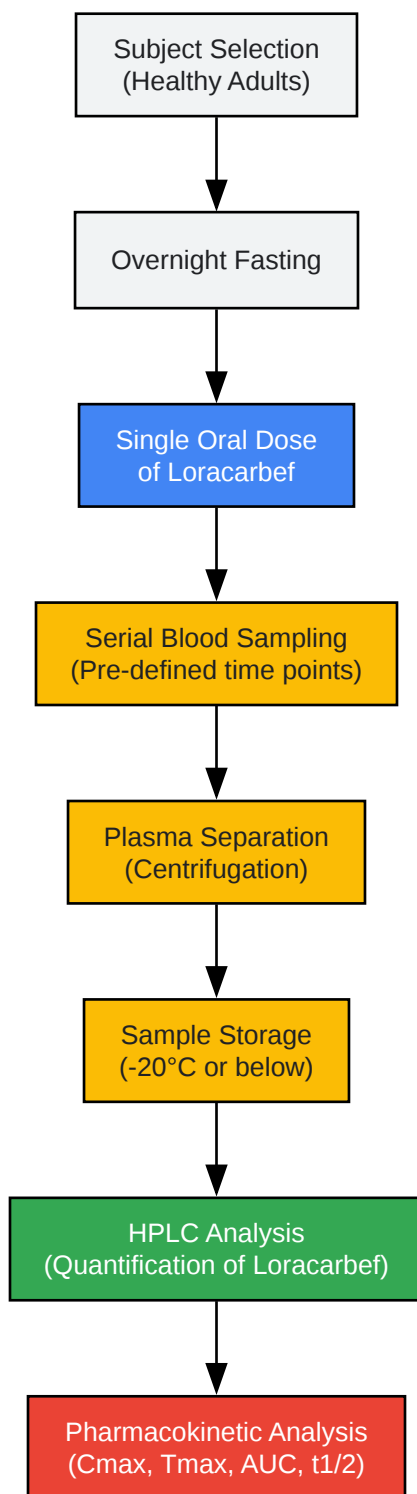 Subject Selection
(Healthy Adults)
Overnight Fasting
Single Oral Dose
of Loracarbef
Serial Blood Sampling
(Pre-defined time points)
Plasma Separation
(Centrifugation)
Sample Storage
(-20°C or below)
HPLC Analysis
(Quantification of Loracarbef)
Pharmacokinetic Analysis
(Cmax, Tmax, AUC, t1/2)